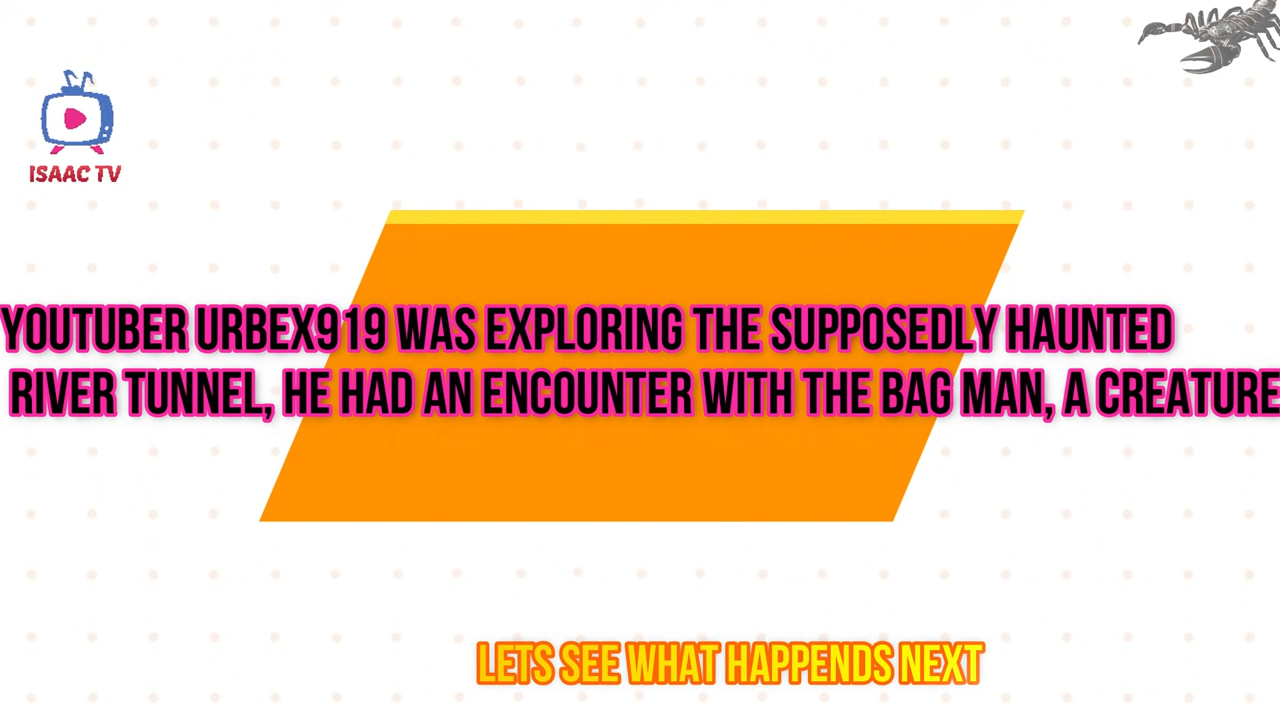 ISAAC TV
YOUTUBER URBEX919 WAS EXPLORING THE SUPPOSEDLY HAUNTED
RIVER TUNNEL, HE HAD AN ENCOUNTER WITH THE BAG MAN, A CREATURE
LETS SEE WHAT HAPPENDS NEXT